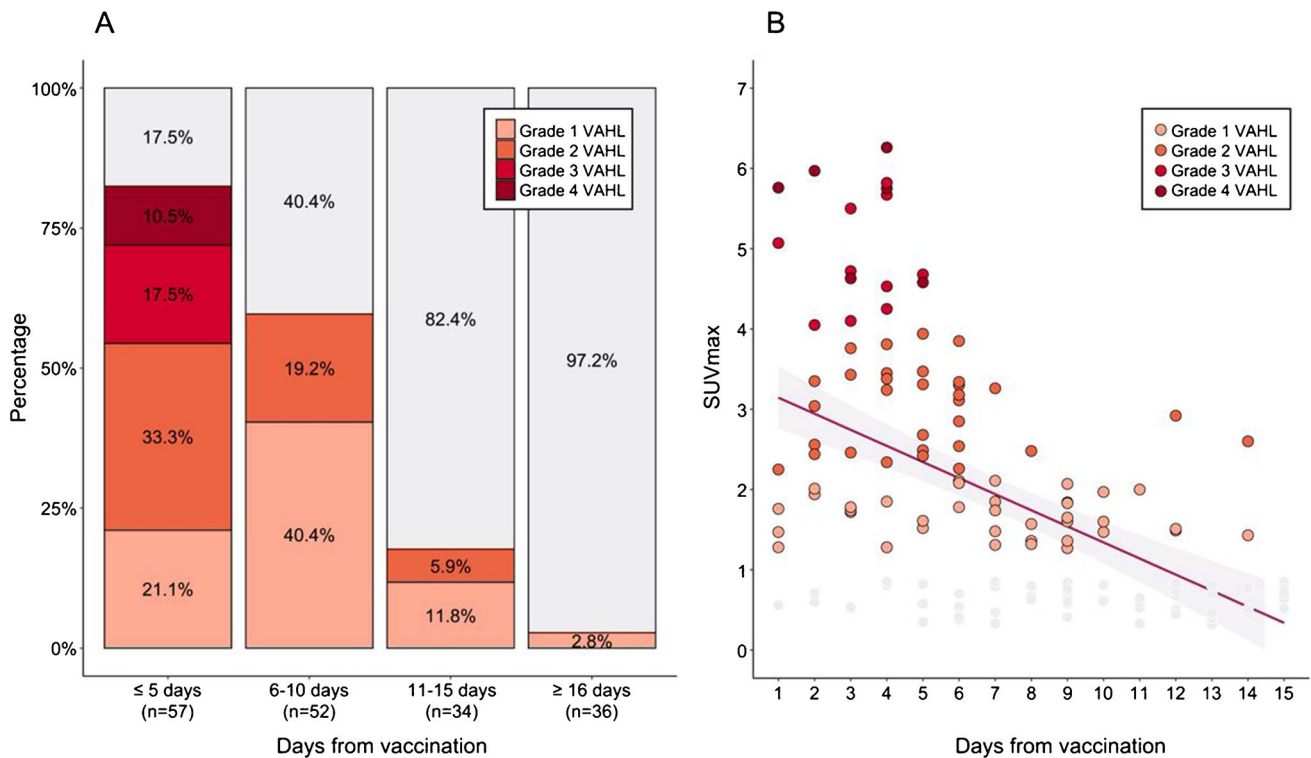 A
Percentage
100%
75%
50%
25%
0%
17.5%
10.5%
17.5%
33.3%
21.1%
40.4%
19.2%
40.4%
82.4%
5.9%
11.8%
97.2%
2.8%
Grade 1 VAHL
Grade 2 VAHL
Grade 3 VAHL
Grade 4 VAHL
≤ 5 days 6-10 days 11-15 days ≥ 16 days
(n=57) (n=52) (n=34) (n=36)
Days from vaccination
B
SUVmax
7
6
5
4
3
2
1
0
Grade 1 VAHL
Grade 2 VAHL
Grade 3 VAHL
Grade 4 VAHL
1 2 3 4 5 6 7 8 9 10 11 12 13 14 15
Days from vaccination